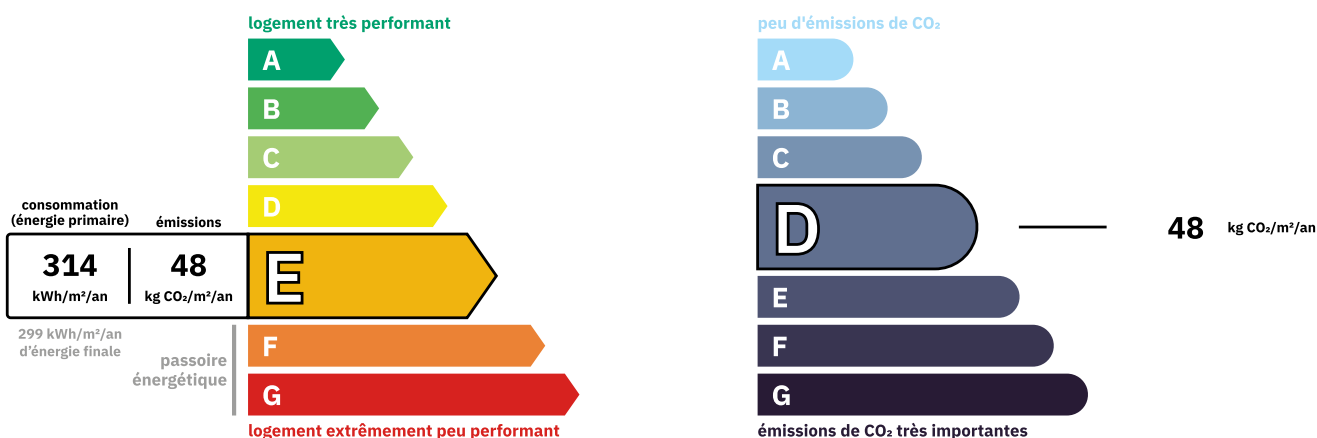 logement très performant
A
B
C
D
consommation
(énergie primaire)
émissions
314
kWh/m²/an
48
kg CO₂/m²/an
E
299 kWh/m²/an
d'énergie finale
passoire
énergétique
F
G
logement extrêmement peu performant
peu d'émissions de CO₂
A
B
C
D
48 kg CO₂/m²/an
E
F
G
émissions de CO₂ très importantes